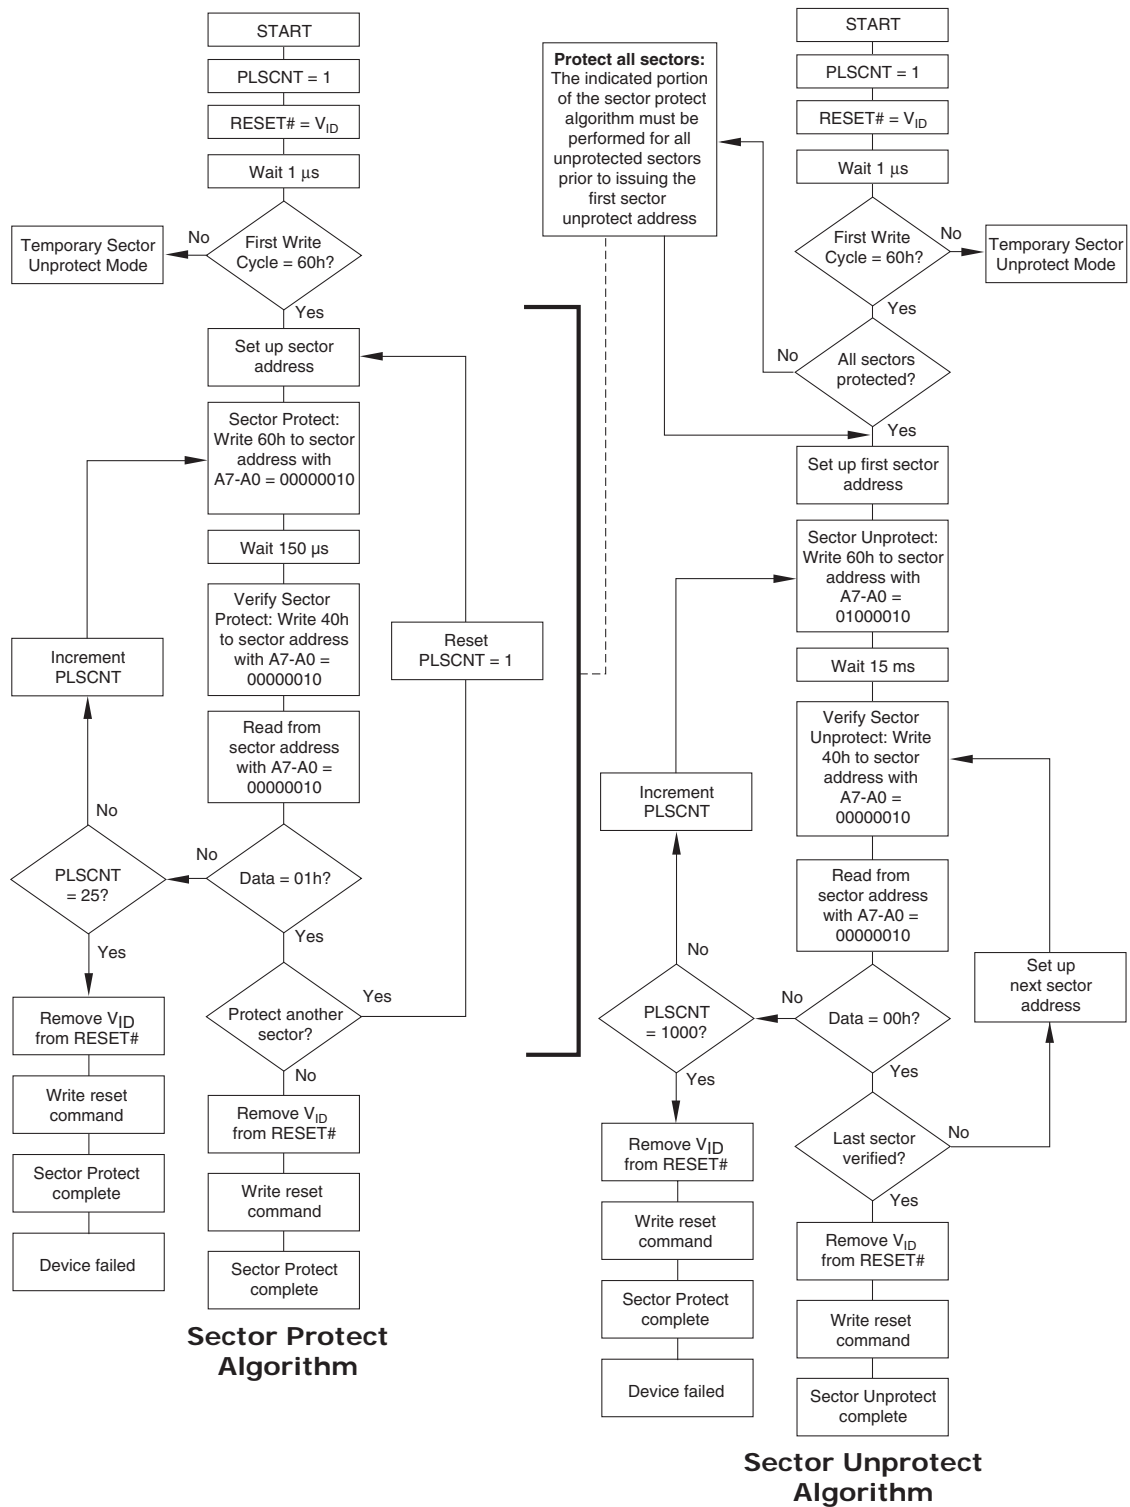 START
PLSCNT = 1
RESET# = VID
Wait 1 μs
First Write
Cycle = 60h?
No
Temporary Sector
Unprotect Mode
Yes
Set up sector
address
Sector Protect:
Write 60h to sector
address with
A7-A0 = 00000010
Wait 150 µs
Verify Sector
Protect: Write 40h
to sector address
with A7-A0 =
00000010
Reset
PLSCNT = 1
Increment
PLSCNT
Read from
sector address
with A7-A0 =
00000010
No
PLSCNT
= 25?
No
Data = 01h?
Yes
Yes
Protect another
sector?
Yes
No
Remove VID
from RESET#
Write reset
command
Sector Protect
complete
Device failed
Remove VID
from RESET#
Write reset
command
Sector Protect
complete
Sector Protect
Algorithm
Protect all sectors:
The indicated portion
of the sector protect
algorithm must be
performed for all
unprotected sectors
prior to issuing the
first sector
unprotect address
START
PLSCNT = 1
RESET# = VID
Wait 1 μs
First Write
Cycle = 60h?
No
Temporary Sector
Unprotect Mode
Yes
No
All sectors
protected?
Yes
Set up first sector
address
Sector Unprotect:
Write 60h to sector
address with
A7-A0 =
01000010
Wait 15 ms
Verify Sector
Unprotect: Write
40h to sector
address with
A7-A0 =
00000010
Increment
PLSCNT
Read from
sector address
with A7-A0 =
00000010
No
PLSCNT
= 1000?
No
Data = 00h?
Set up
next sector
address
Yes
Yes
Last sector
verified?
No
Yes
Remove VID
from RESET#
Write reset
command
Sector Protect
complete
Device failed
Remove VID
from RESET#
Write reset
command
Sector Unprotect
complete
Sector Unprotect
Algorithm